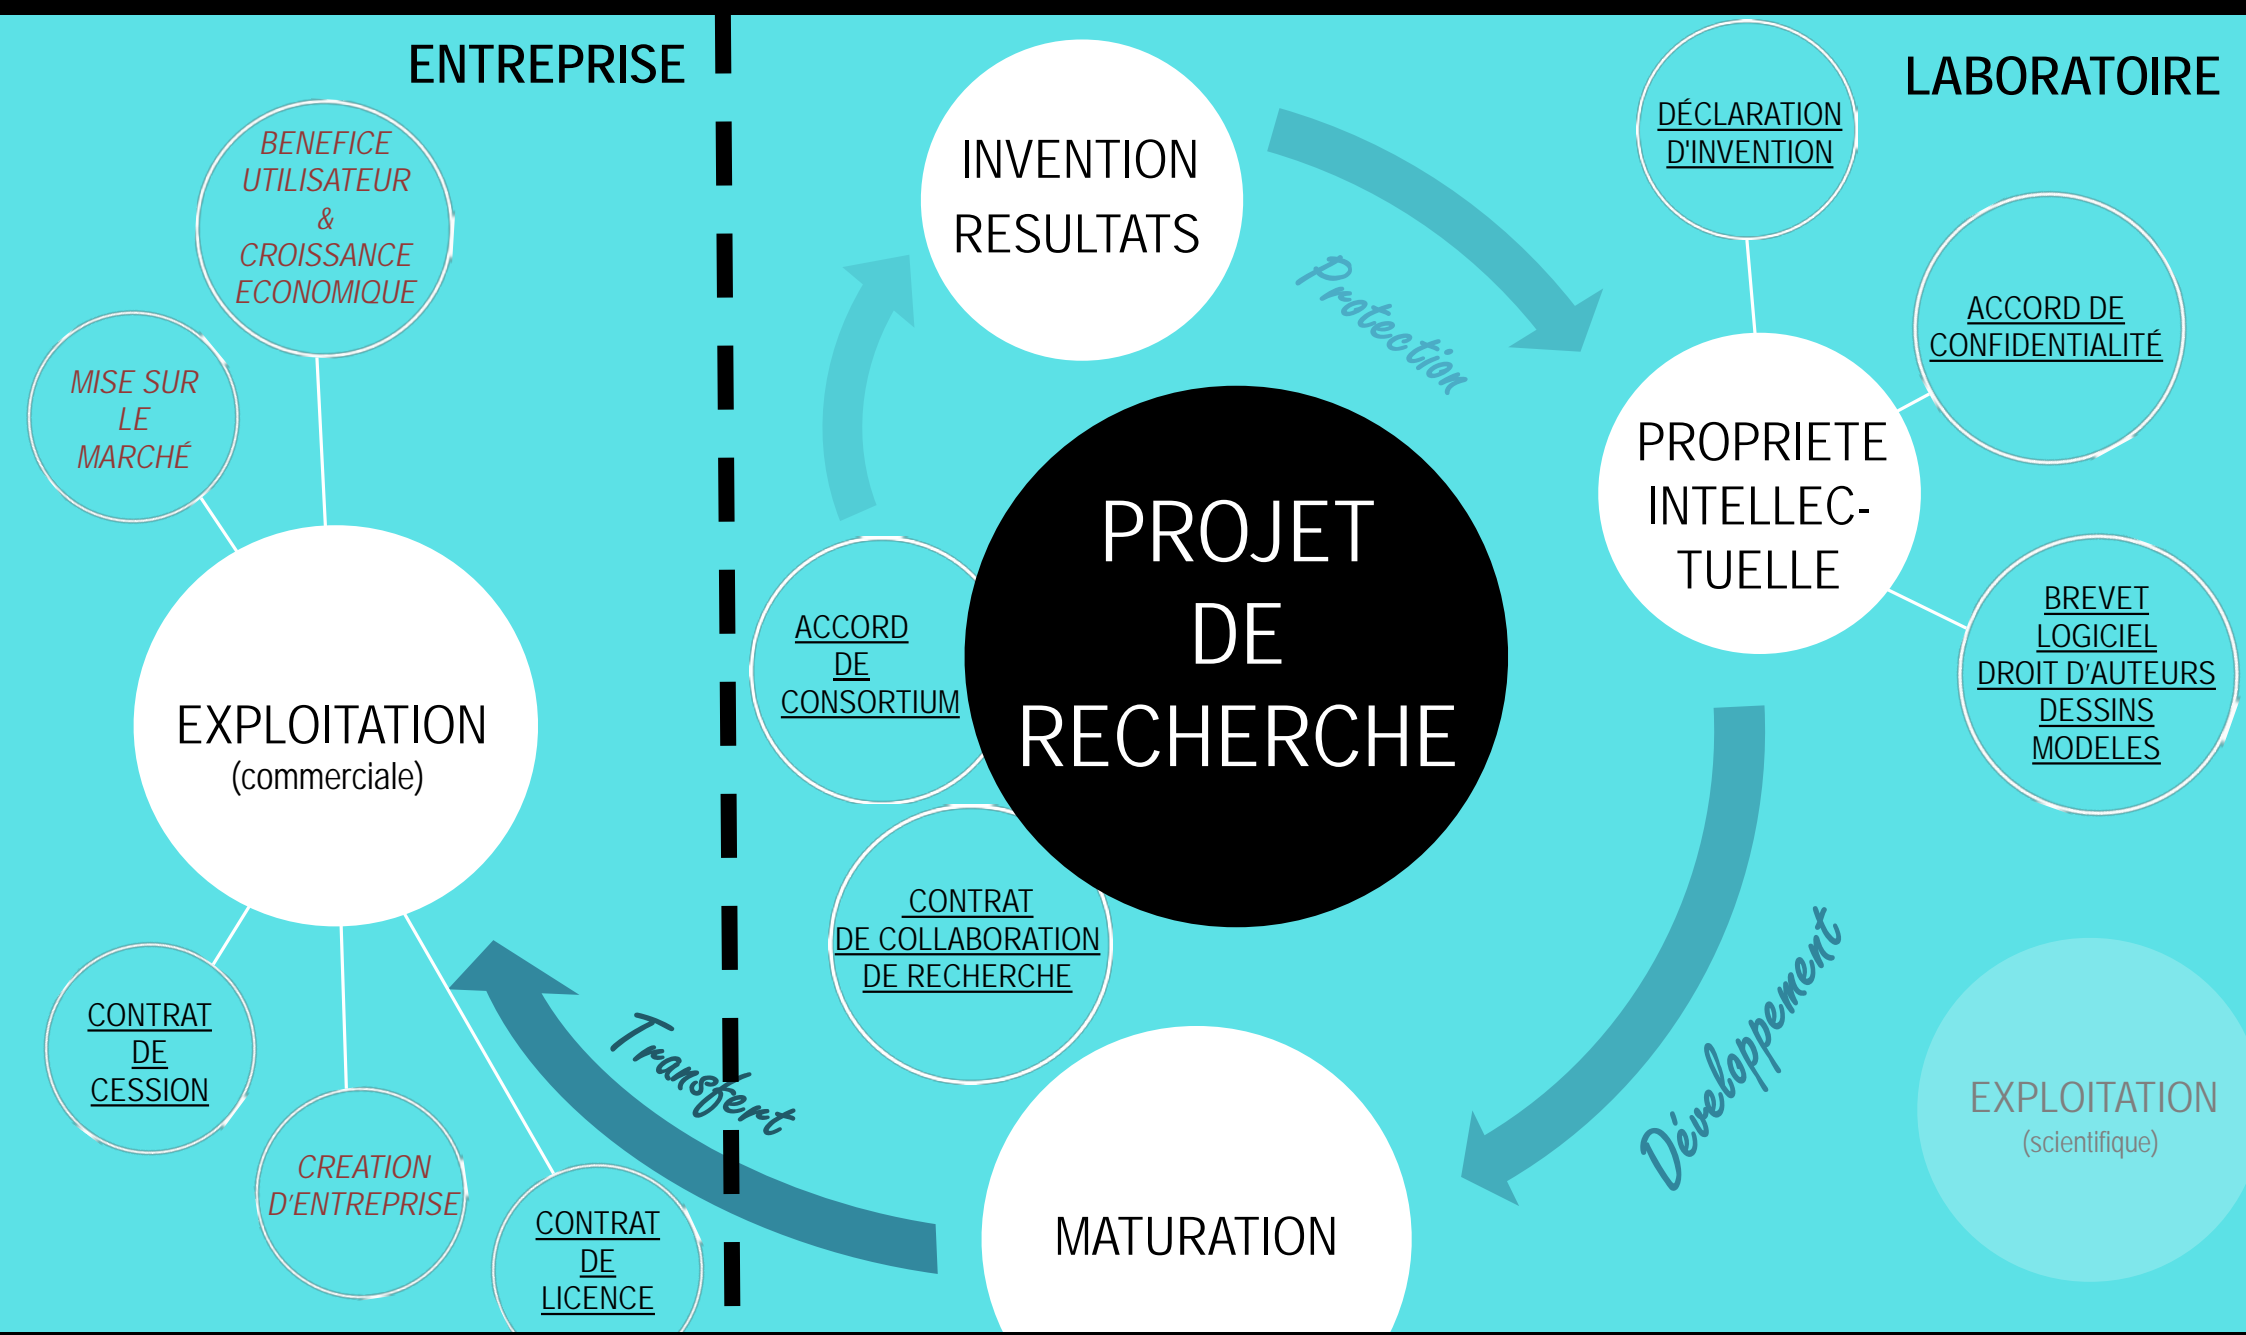 ENTREPRISE
LABORATOIRE
BENEFICE
UTILISATEUR
&
CROISSANCE
ECONOMIQUE
MISE SUR
LE
MARCHÉ
EXPLOITATION
(commerciale)
CONTRAT
DE
CESSION
CREATION
D’ENTREPRISE
CONTRAT
DE
LICENCE
Transfert
INVENTION
RESULTATS
Protection
DÉCLARATION
D'INVENTION
ACCORD DE
CONFIDENTIALITÉ
PROPRIETE
INTELLEC-
TUELLE
BREVET
LOGICIEL
DROIT D’AUTEURS
DESSINS
MODELES
PROJET
DE
RECHERCHE
ACCORD
DE
CONSORTIUM
CONTRAT
DE COLLABORATION
DE RECHERCHE
Développement
MATURATION
EXPLOITATION
(scientifique)